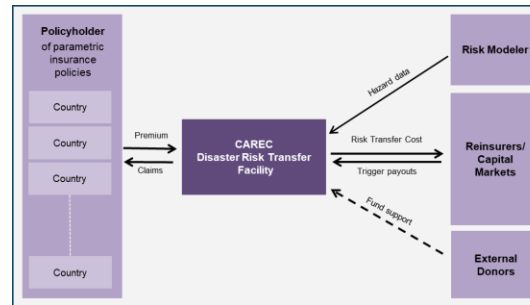 Policyholder
of parametric
insurance
policies
Country
Country
Country
Country
Premium
Claims
CAREC
Disaster Risk Transfer
Facility
Hazard data
Risk Transfer Cost
Trigger payouts
Fund support
Risk Modeler
Reinsurers/
Capital
Markets
External
Donors